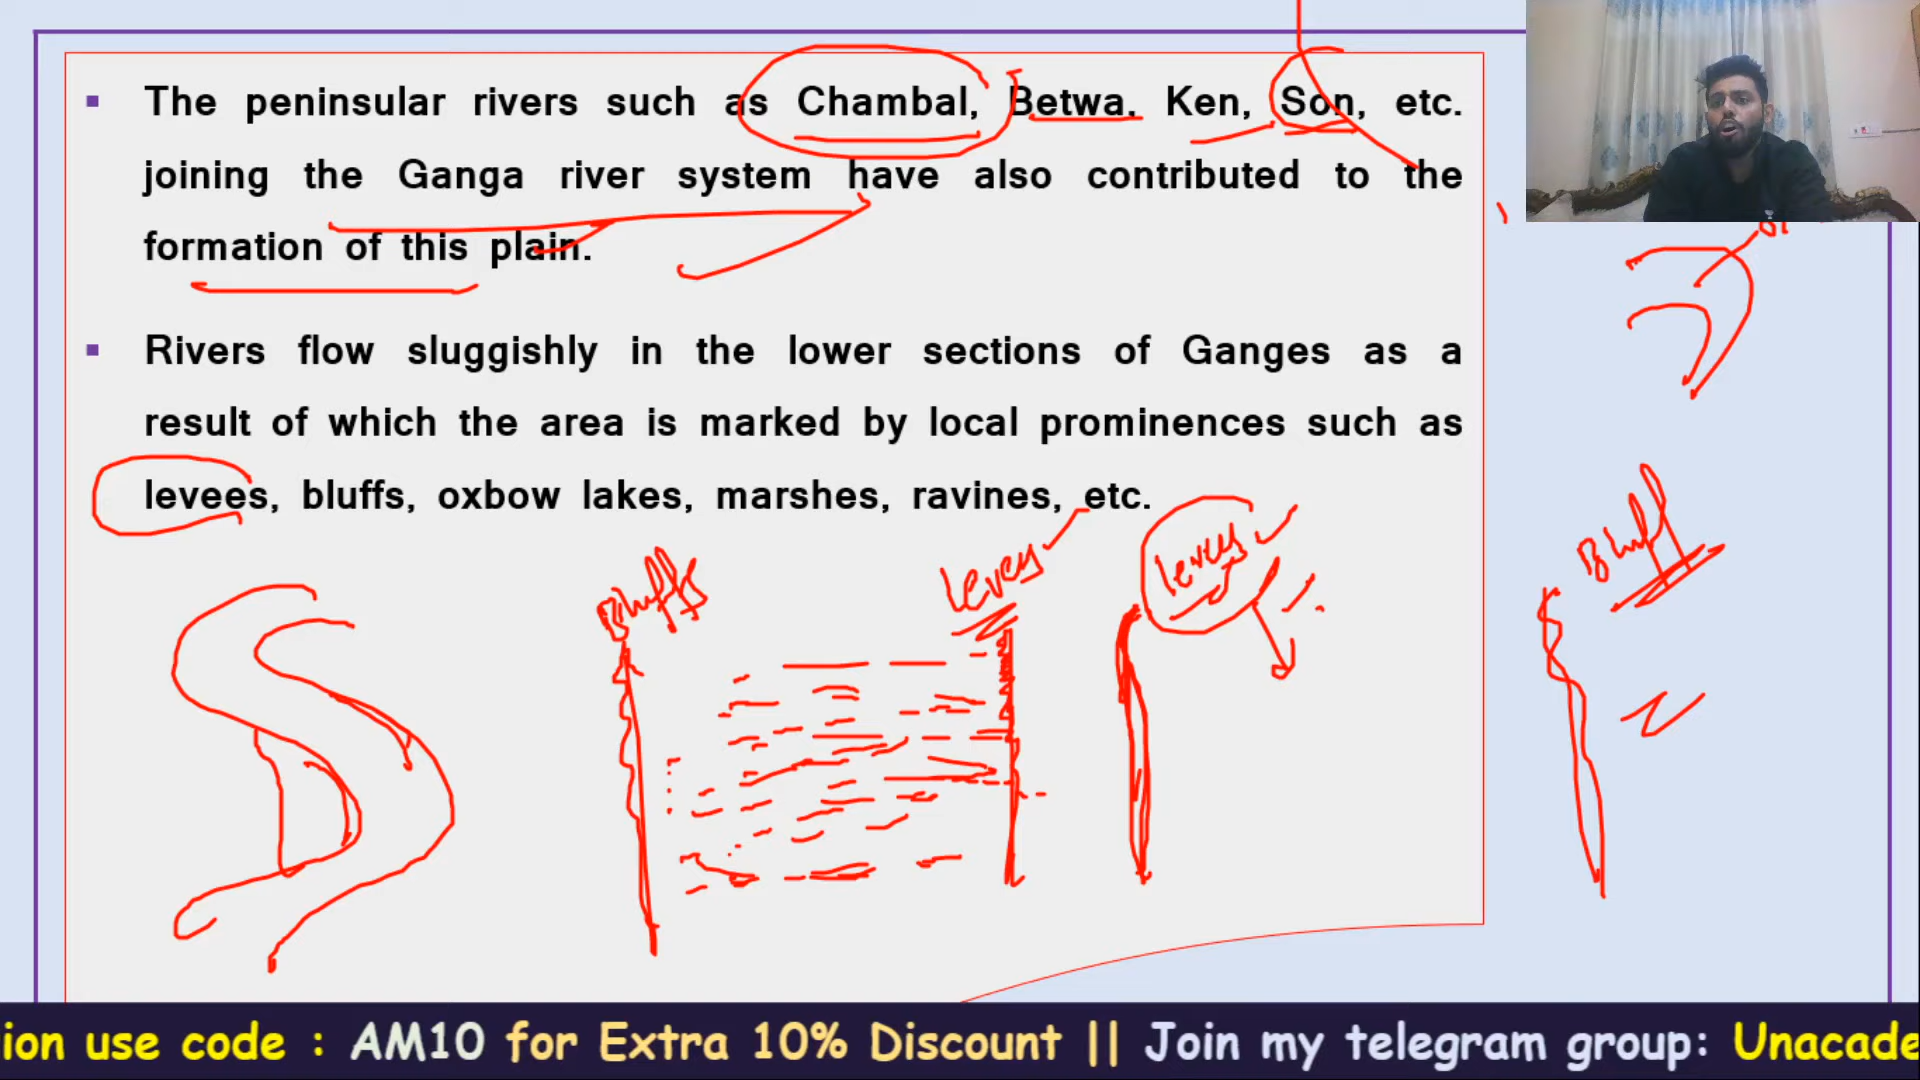 ▪ The peninsular rivers such as Chambal, Betwa, Ken, Son, etc.
joining the Ganga river system have also contributed to the
formation of this plain.
▪ Rivers flow sluggishly in the lower sections of Ganges as a
result of which the area is marked by local prominences such as
levees, bluffs, oxbow lakes, marshes, ravines, etc.
Bluffs
Bluff
ion use code : AM10 for Extra 10% Discount || Join my telegram group: Unacade